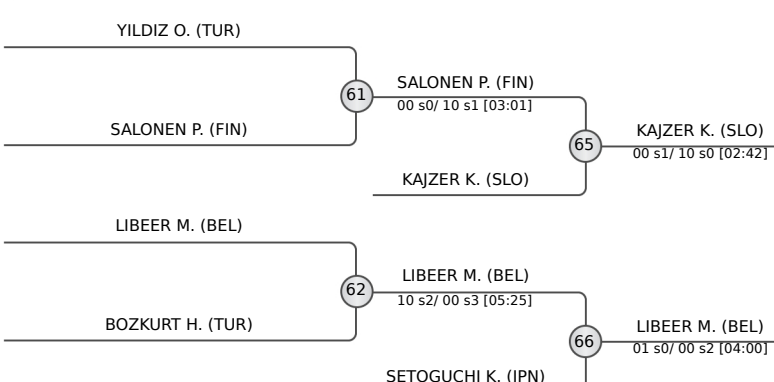 YILDIZ O. (TUR)
61
SALONEN P. (FIN)
00 s0/ 10 s1 [03:01]
SALONEN P. (FIN)
65
KAJZER K. (SLO)
00 s1/ 10 s0 [02:42]
KAJZER K. (SLO)
LIBEER M. (BEL)
62
LIBEER M. (BEL)
10 s2/ 00 s3 [05:25]
BOZKURT H. (TUR)
66
LIBEER M. (BEL)
01 s0/ 00 s2 [04:00]
SETOGUCHI K. (JPN)